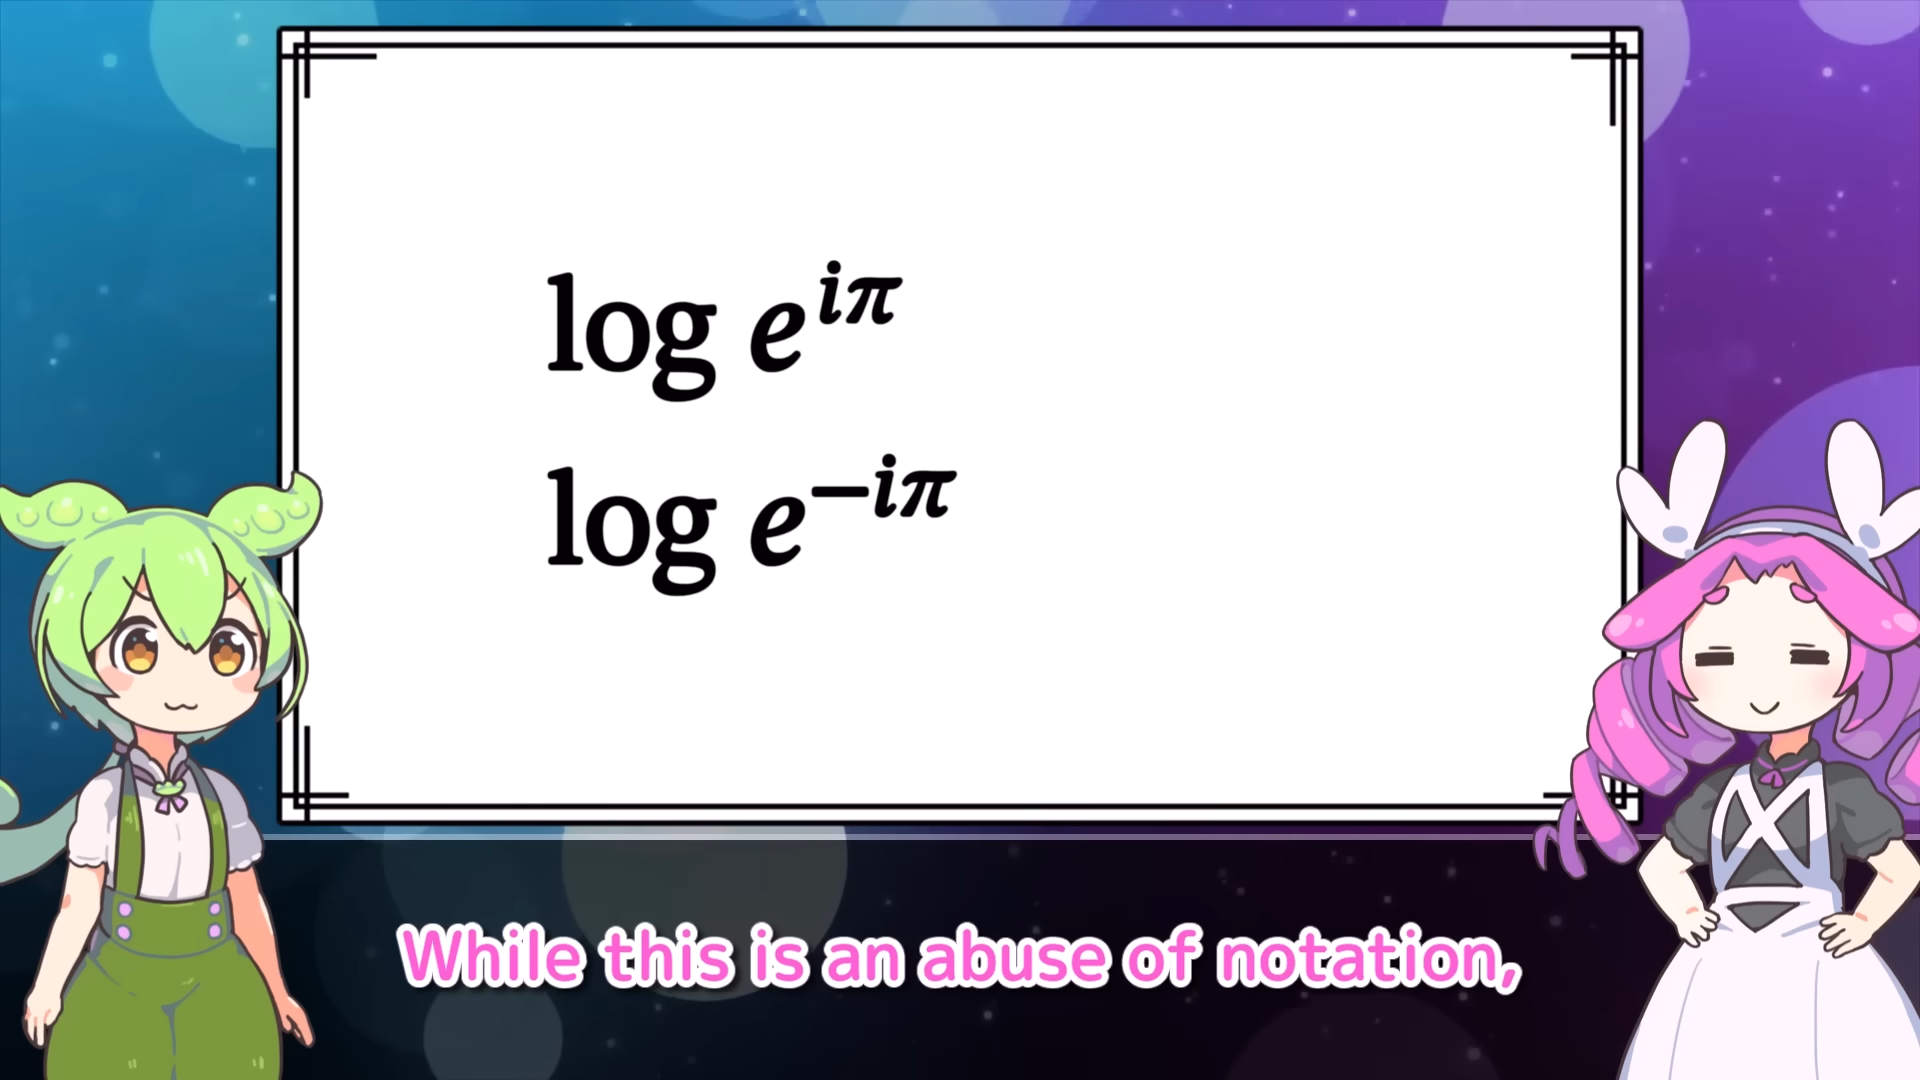 log e^{iπ}
log e^{−iπ}
While this is an abuse of notation,